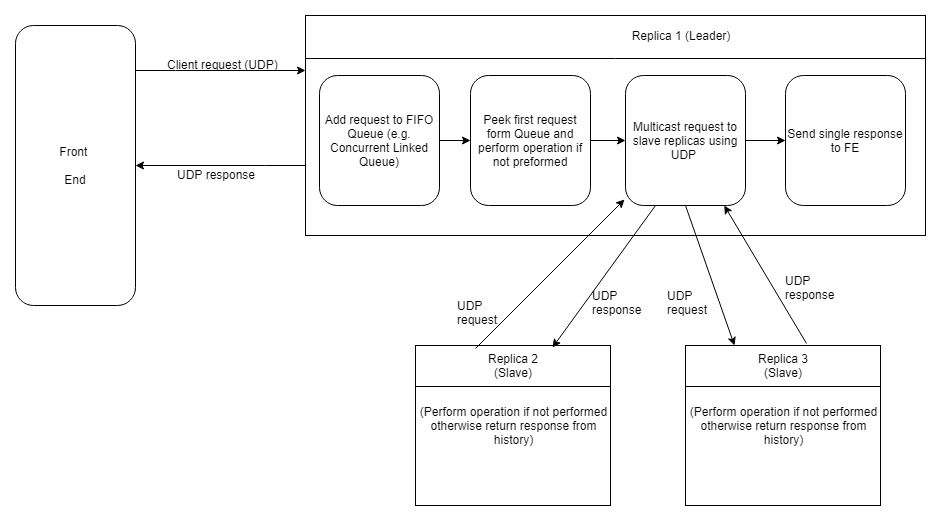 Replica 1 (Leader)
Client request (UDP)
Front
End
UDP response
Add request to FIFO
Queue (e.g.
Concurrent Linked
Queue)
Peek first request
form Queue and
perform operation if
not preformed
Multicast request to
slave replicas using
UDP
Send single response
to FE
UDP
request
UDP
response
UDP
request
UDP
response
Replica 2
(Slave)
(Perform operation if not performed
otherwise return response from
history)
Replica 3
(Slave)
(Perform operation if not performed
otherwise return response from
history)